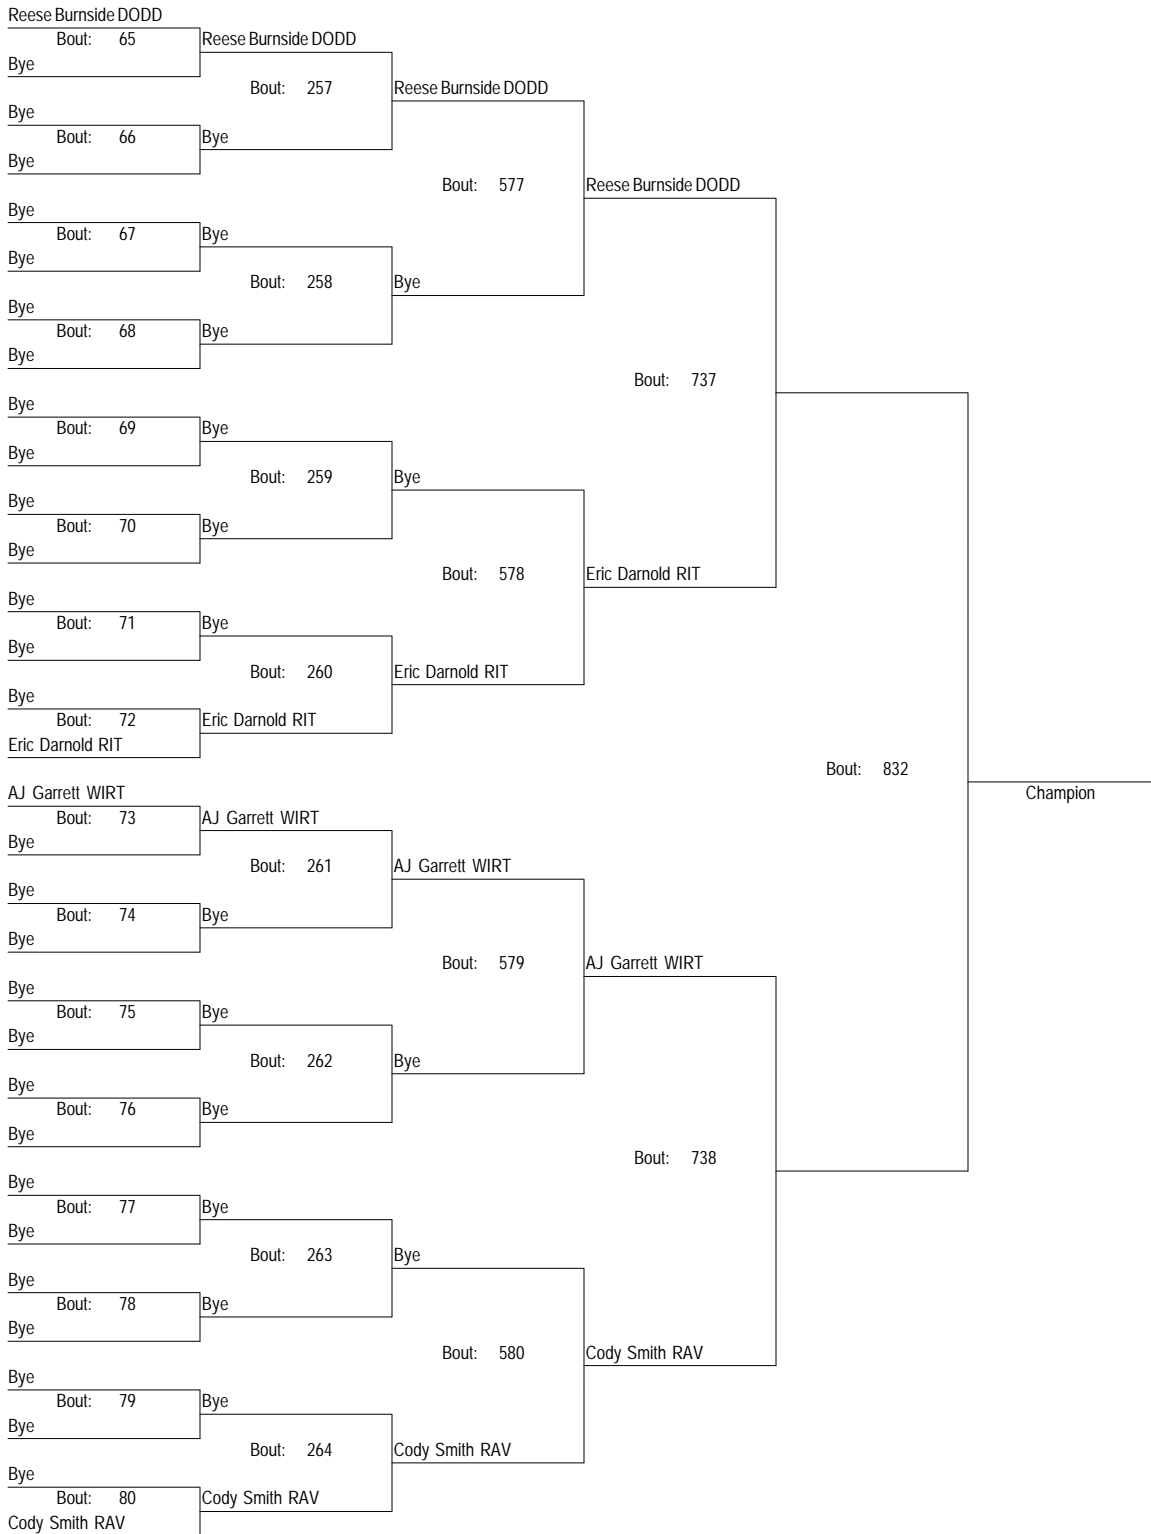 Reese Burnside DODD
Bout: 65 Reese Burnside DODD
Bye
Bout: 257 Reese Burnside DODD
Bye
Bout: 66 Bye
Bye
Bout: 577 Reese Burnside DODD
Bye
Bout: 67 Bye
Bye
Bout: 258 Bye
Bye
Bout: 68 Bye
Bye
Bout: 737
Bye
Bout: 69 Bye
Bye
Bout: 259 Bye
Bye
Bout: 70 Bye
Bye
Bout: 578 Eric Darnold RIT
Bye
Bout: 71 Bye
Bye
Bout: 260 Eric Darnold RIT
Bye
Bout: 72 Eric Darnold RIT
Eric Darnold RIT
Bout: 832
Champion
AJ Garrett WIRT
Bout: 73 AJ Garrett WIRT
Bye
Bout: 261 AJ Garrett WIRT
Bye
Bout: 74 Bye
Bye
Bout: 579 AJ Garrett WIRT
Bye
Bout: 75 Bye
Bye
Bout: 262 Bye
Bye
Bout: 76 Bye
Bye
Bout: 738
Bye
Bout: 77 Bye
Bye
Bout: 263 Bye
Bye
Bout: 78 Bye
Bye
Bout: 580 Cody Smith RAV
Bye
Bout: 79 Bye
Bye
Bout: 264 Cody Smith RAV
Bye
Bout: 80 Cody Smith RAV
Cody Smith RAV